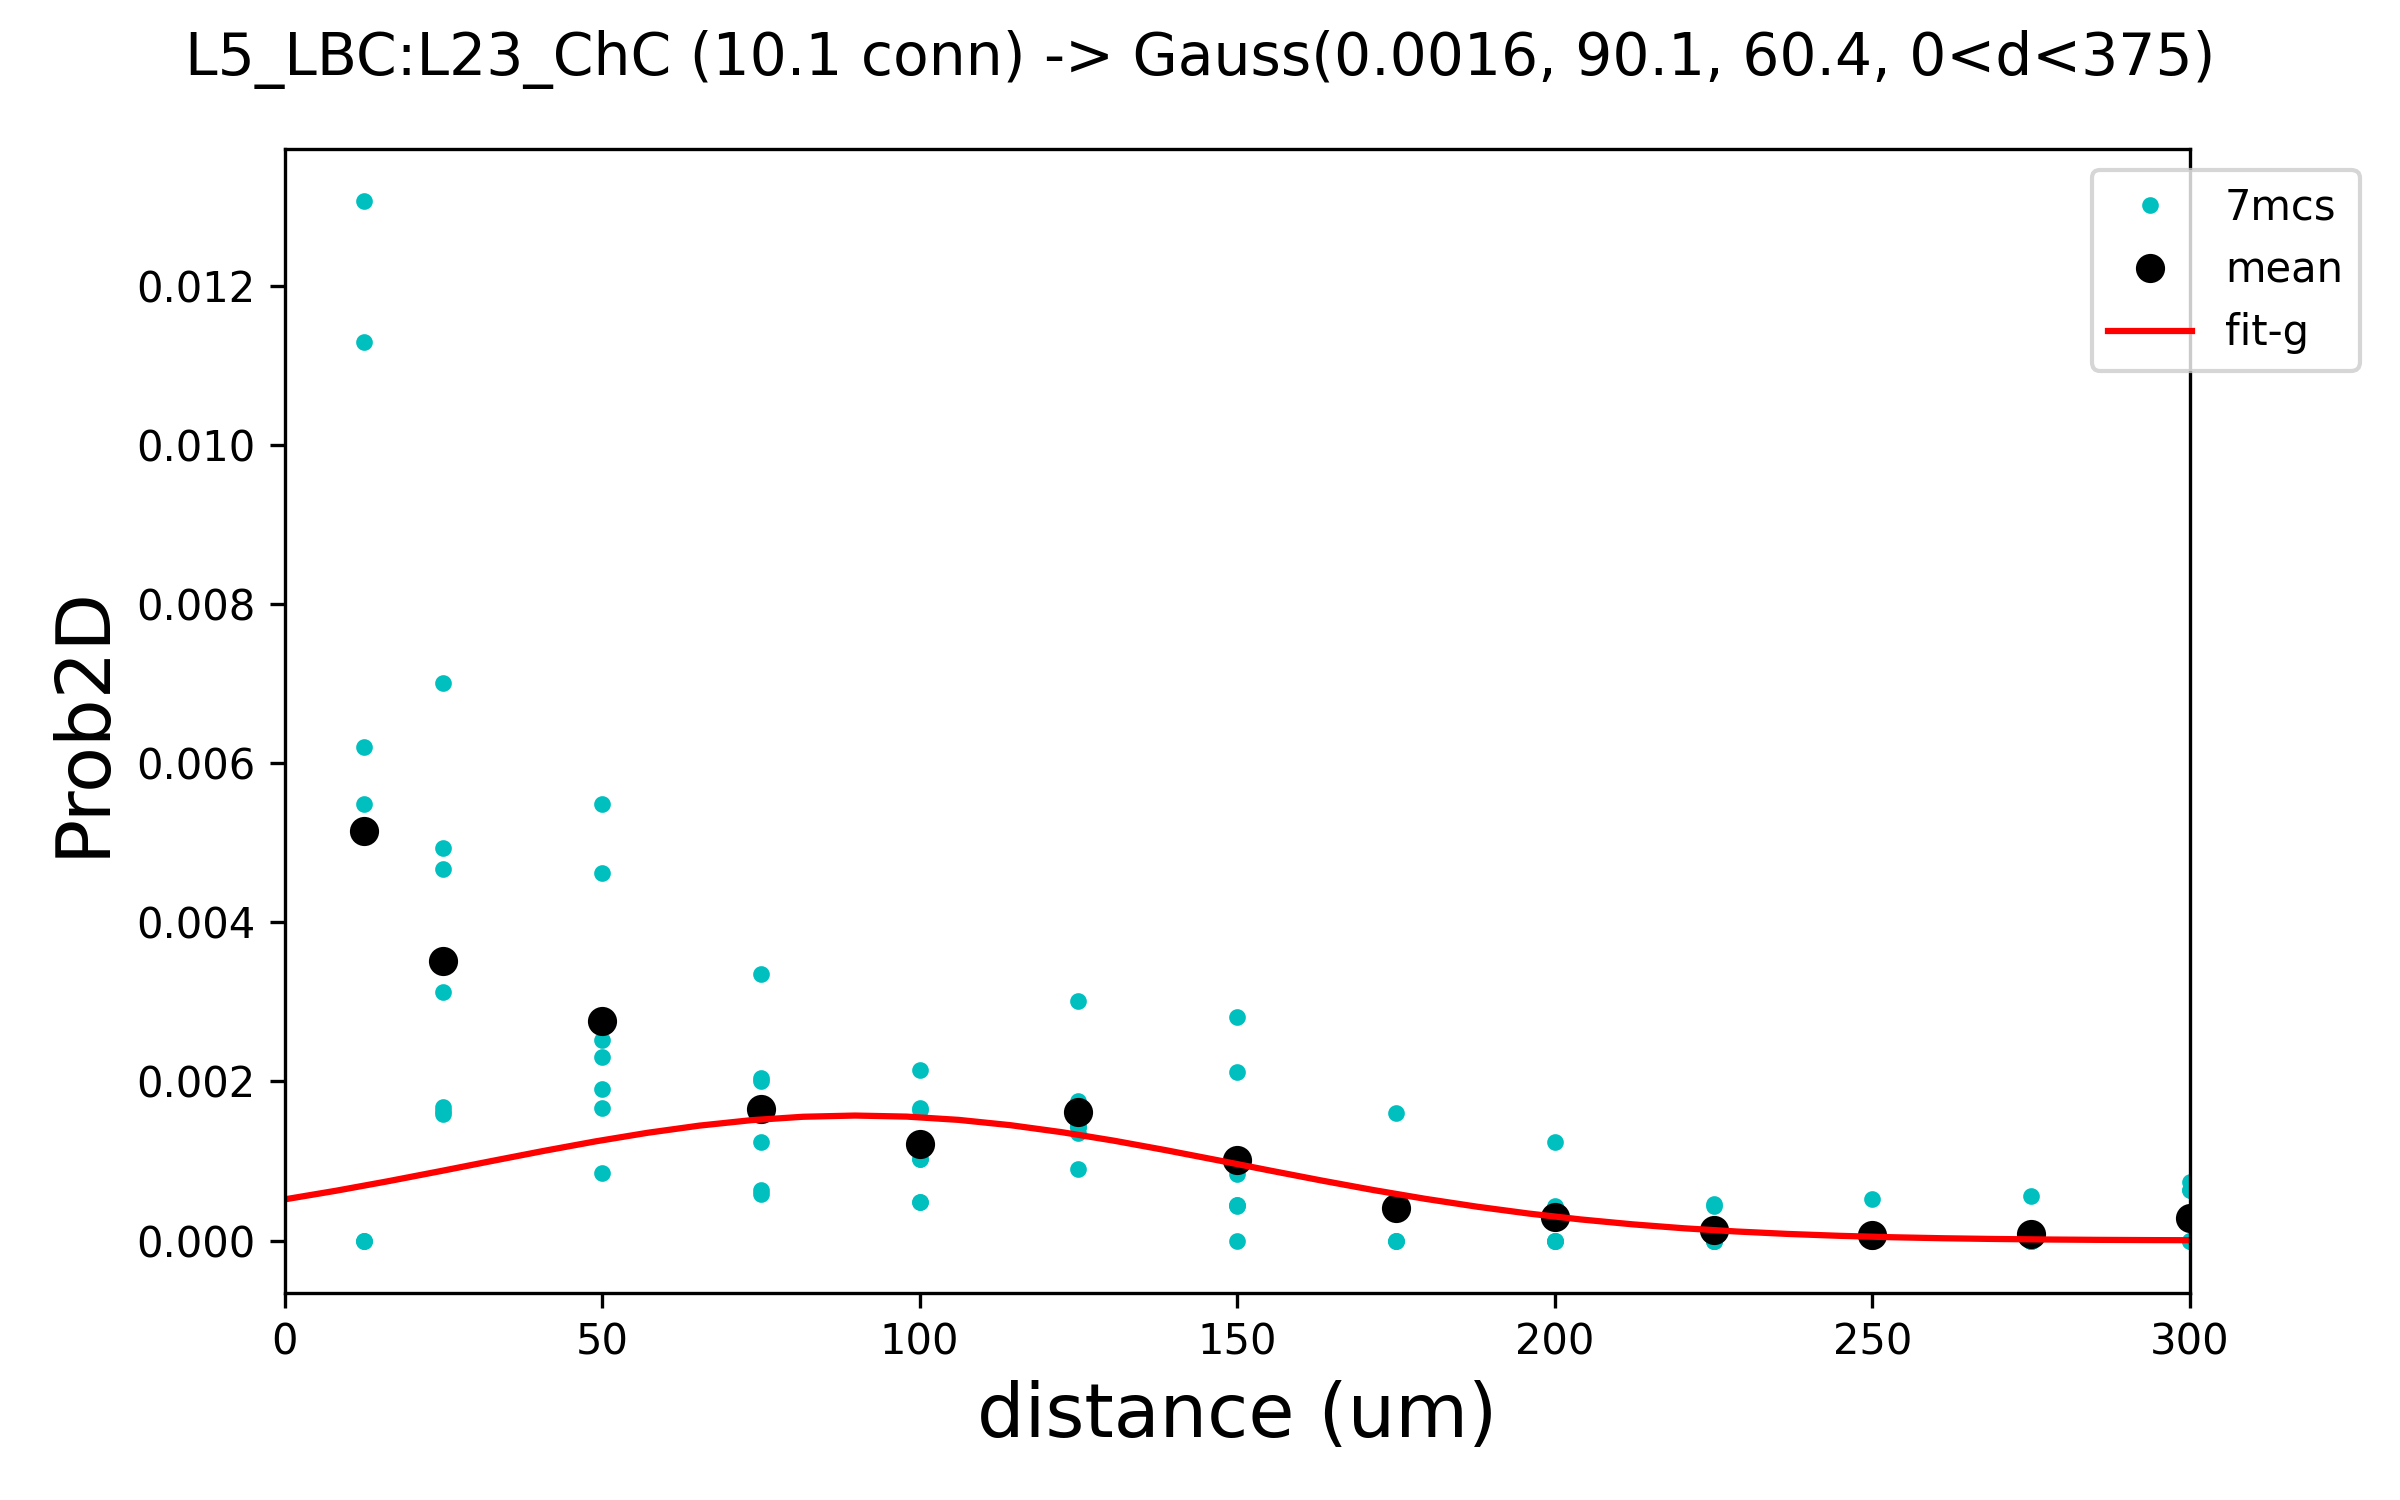 L5_LBC:L23_ChC (10.1 conn) -> Gauss(0.0016, 90.1, 60.4, 0<d<375)
7mcs
mean
fit-g
Prob2D
0.012
0.010
0.008
0.006
0.004
0.002
0.000
0 50 100 150 200 250 300
distance (um)